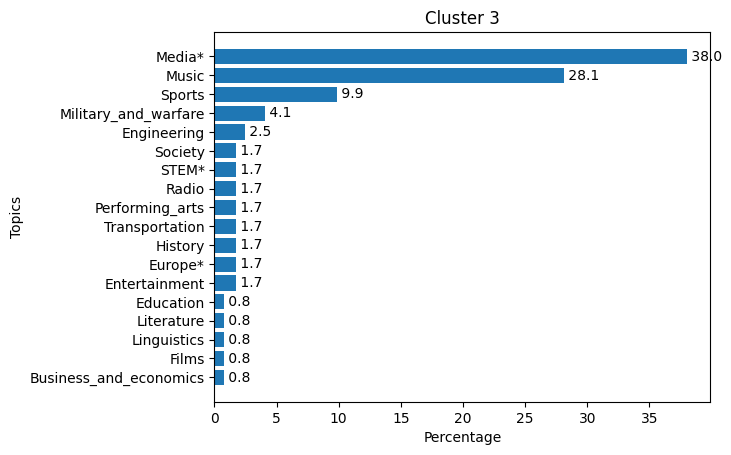 Cluster 3
Media* 38.0
Music 28.1
Sports 9.9
Military_and_warfare 4.1
Engineering 2.5
Society 1.7
STEM* 1.7
Radio 1.7
Performing_arts 1.7
Transportation 1.7
History 1.7
Europe* 1.7
Entertainment 1.7
Education 0.8
Literature 0.8
Linguistics 0.8
Films 0.8
Business_and_economics 0.8
Topics
0 5 10 15 20 25 30 35
Percentage